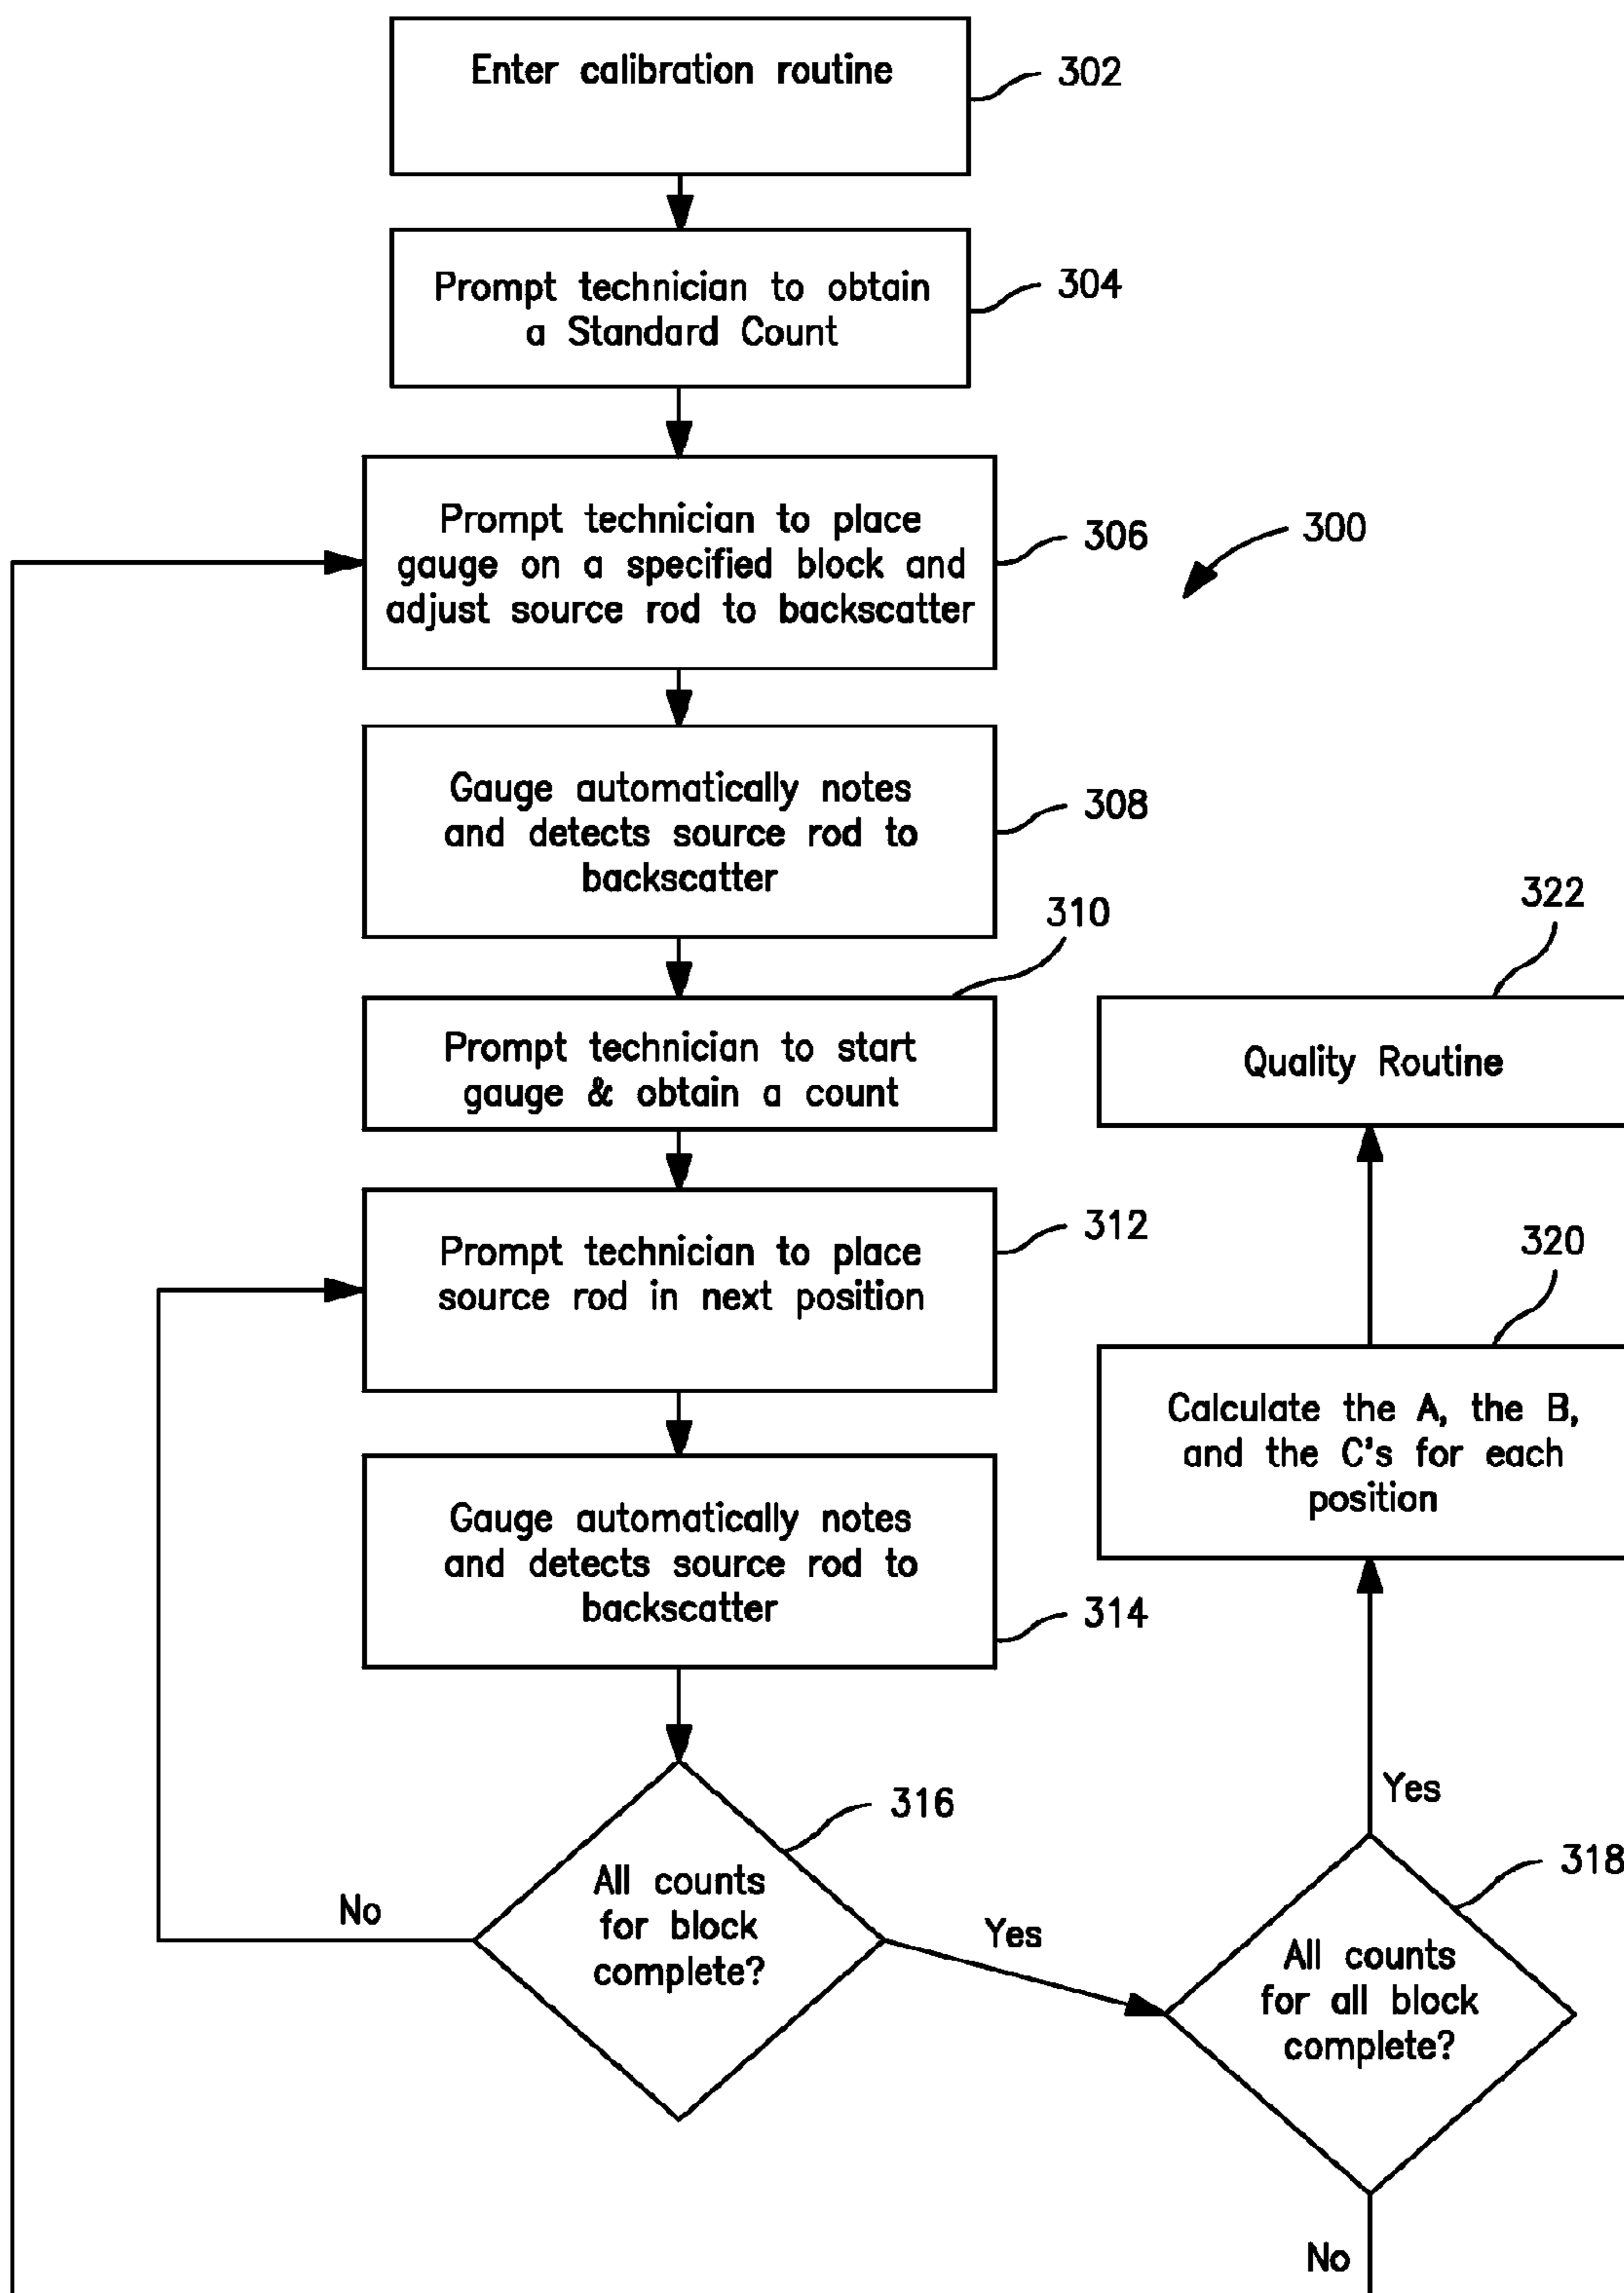 Enter calibration routine
302
Prompt technician to obtain
a Standard Count
304
Prompt technician to place
gauge on a specified block and
adjust source rod to backscatter
306
300
Gauge automatically notes
and detects source rod to
backscatter
308
310
Prompt technician to start
gauge & obtain a count
322
Quality Routine
Prompt technician to place
source rod in next position
312
320
Calculate the A, the B,
and the C's for each
position
Gauge automatically notes
and detects source rod to
backscatter
314
316
All counts
for block
complete?
No
Yes
Yes
318
All counts
for all block
complete?
No